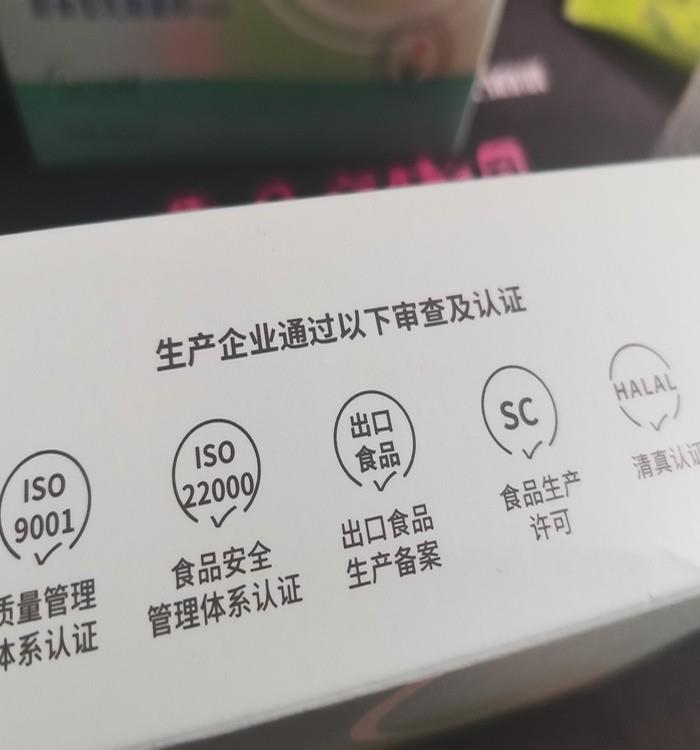 生产企业通过以下审查及认证
ISO
9001
质量管理
体系认证
ISO
22000
食品安全
管理体系认证
出口
食品
出口食品
生产备案
SC
食品生产
许可
HALAL
清真认证